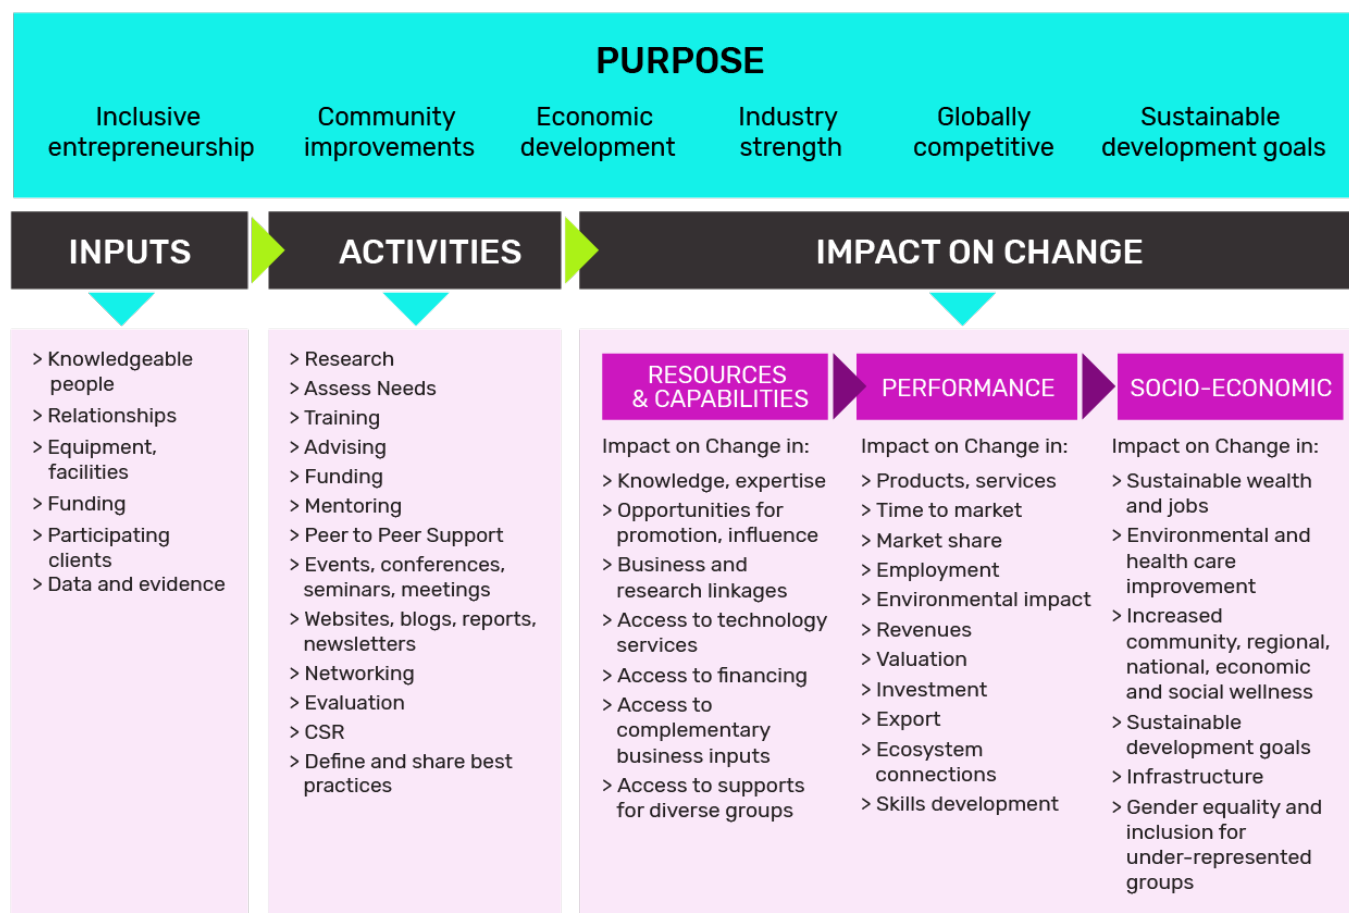 PURPOSE
Inclusive
entrepreneurship
Community
improvements
Economic
development
Industry
strength
Globally
competitive
Sustainable
development goals
INPUTS
ACTIVITIES
IMPACT ON CHANGE
> Knowledgeable
people
> Relationships
> Equipment,
facilities
> Funding
> Participating
clients
> Data and evidence
> Research
> Assess Needs
> Training
> Advising
> Funding
> Mentoring
> Peer to Peer Support
> Events, conferences,
seminars, meetings
> Websites, blogs, reports,
newsletters
> Networking
> Evaluation
> CSR
> Define and share best
practices
RESOURCES
& CAPABILITIES
Impact on Change in:
> Knowledge, expertise
> Opportunities for
promotion, influence
> Business and
research linkages
> Access to technology
services
> Access to financing
> Access to
complementary
business inputs
> Access to supports
for diverse groups
PERFORMANCE
Impact on Change in:
> Products, services
> Time to market
> Market share
> Employment
> Environmental impact
> Revenues
> Valuation
> Investment
> Export
> Ecosystem
connections
> Skills development
SOCIO-ECONOMIC
Impact on Change in:
> Sustainable wealth
and jobs
> Environmental and
health care
improvement
> Increased
community, regional,
national, economic
and social wellness
> Sustainable
development goals
> Infrastructure
> Gender equality and
inclusion for
under-represented
groups